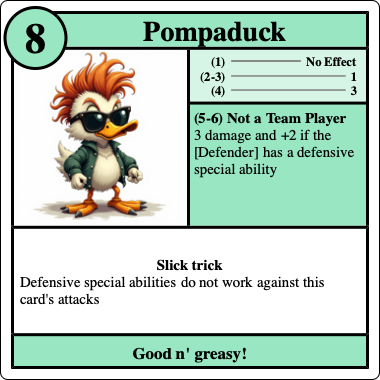 8
Pompaduck
(1) No Effect
(2-3) 1
(4) 3
(5-6) Not a Team Player
3 damage and +2 if the
[Defender] has a defensive
special ability
Slick trick
Defensive special abilities do not work against this
card's attacks
Good n' greasy!